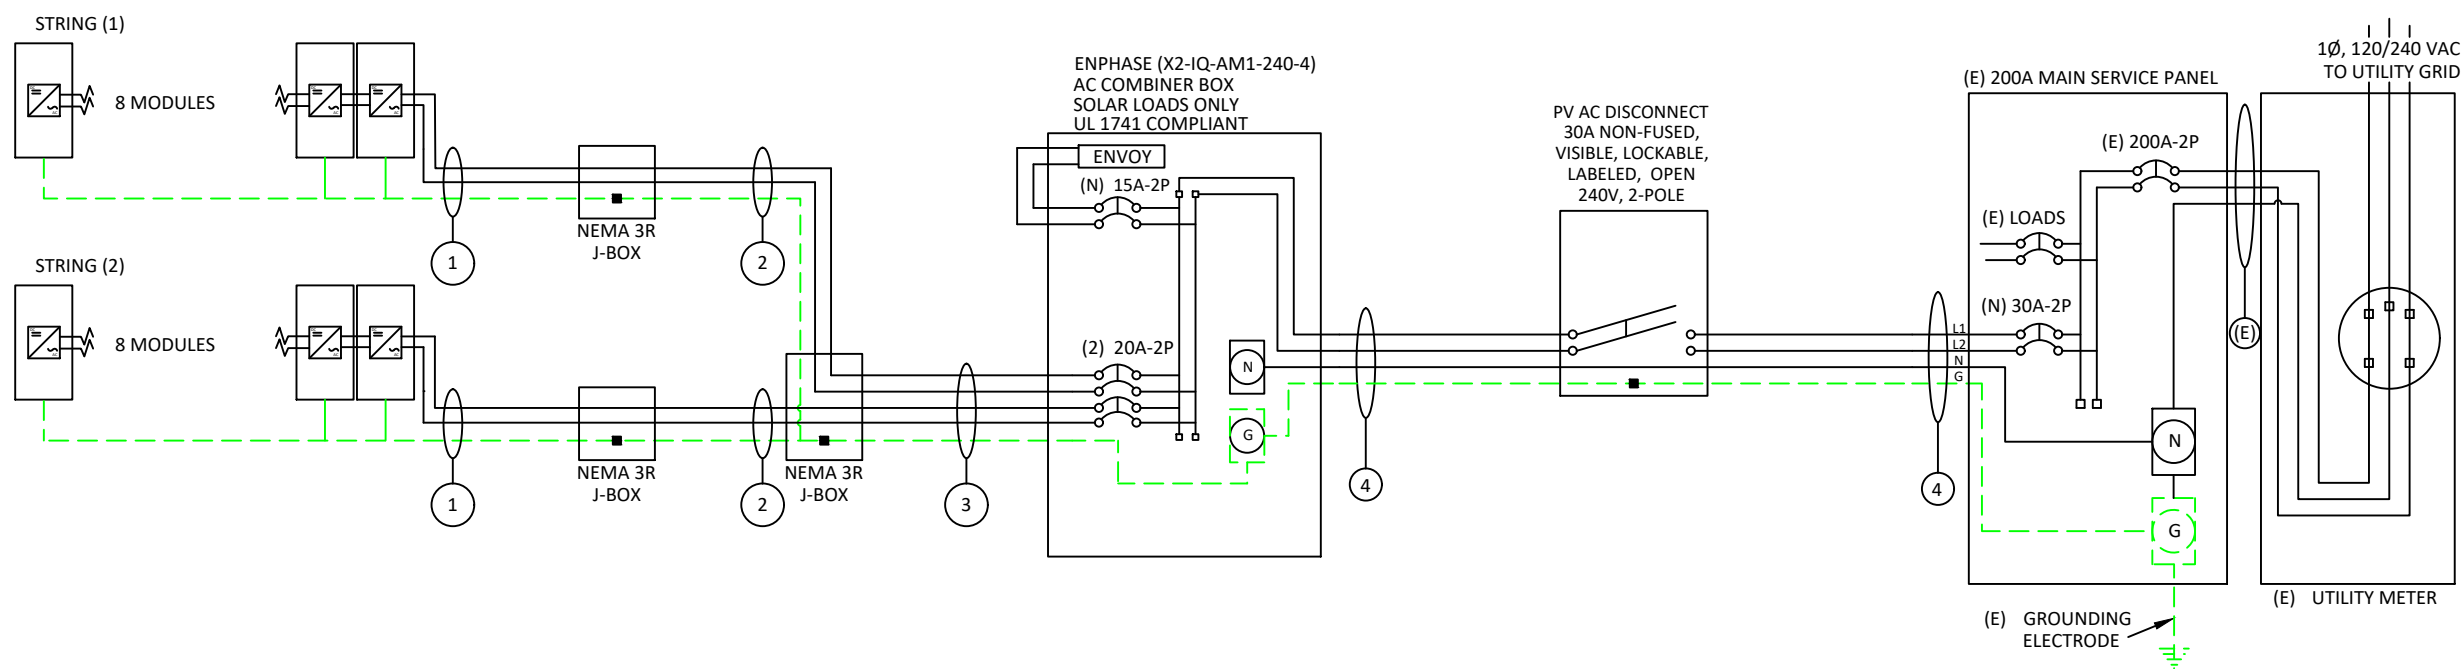 STRING (1)
8 MODULES
1
NEMA 3R
J-BOX
2
STRING (2)
8 MODULES
1
NEMA 3R
J-BOX
2
NEMA 3R
J-BOX
3
ENPHASE (X2-IQ-AM1-240-4)
AC COMBINER BOX
SOLAR LOADS ONLY
UL 1741 COMPLIANT
ENVOY
(N) 15A-2P
(2) 20A-2P
N
G
4
PV AC DISCONNECT
30A NON-FUSED,
VISIBLE, LOCKABLE,
LABELED, OPEN
240V, 2-POLE
L1
L2
N
G
4
(E) 200A MAIN SERVICE PANEL
(E) 200A-2P
(E) LOADS
(N) 30A-2P
N
G
(E) GROUNDING
ELECTRODE
(E)
1Ø, 120/240 VAC
TO UTILITY GRID
(E) UTILITY METER